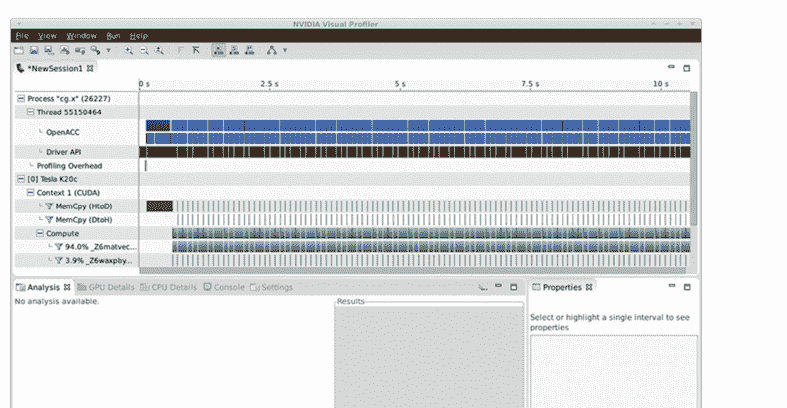 NVIDIA Visual Profiler
File View Window Run Help
*NewSession1
0 s 2.5 s 5 s 7.5 s 10 s
Process "cg.x" (26227)
Thread 55150464
OpenACC
Driver API
Profiling Overhead
[0] Tesla K20c
Context 1 (CUDA)
MemCpy (HtoD)
MemCpy (DtoH)
Compute
94.0% _Z6matvec...
3.9% _Z6waxpby...
Analysis GPU Details CPU Details Console Settings
No analysis available.
Results
Properties
Select or highlight a single interval to see
properties